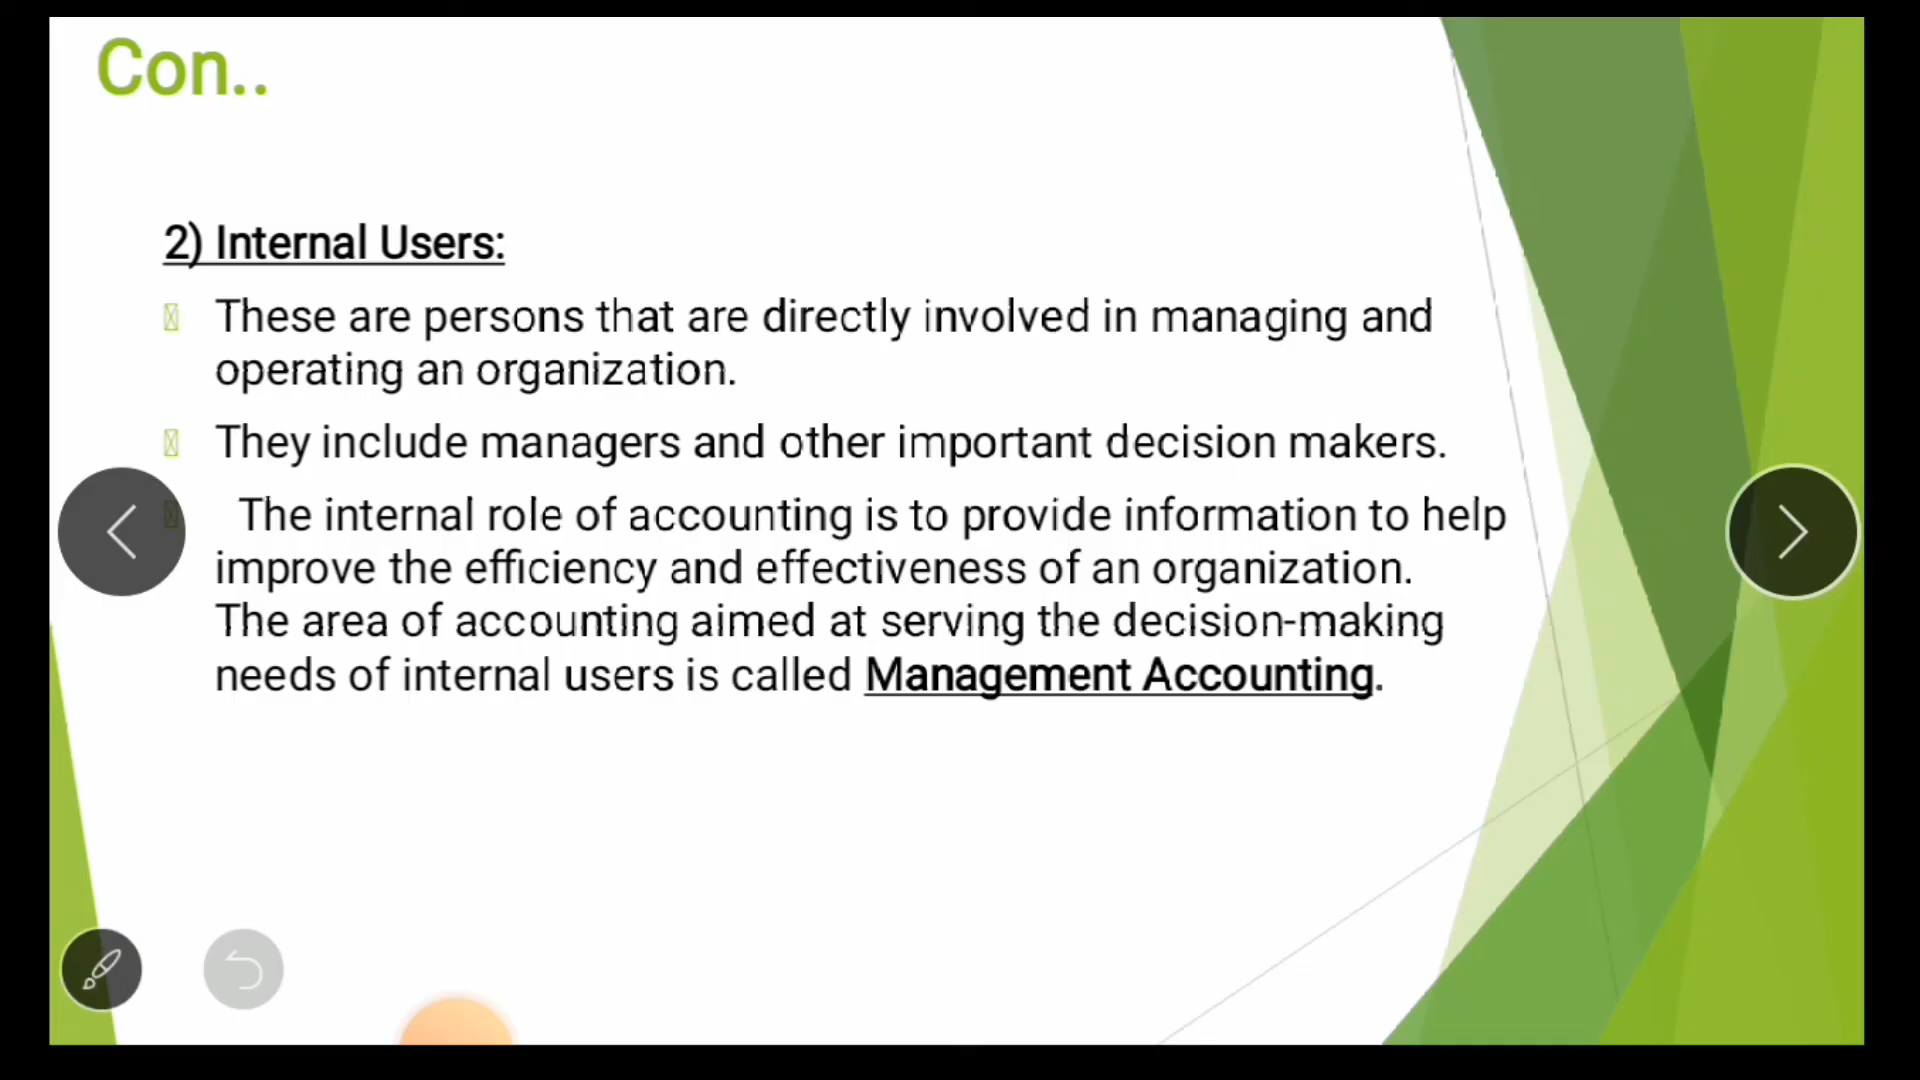 Con..
2) Internal Users:
These are persons that are directly involved in managing and
operating an organization.
They include managers and other important decision makers.
The internal role of accounting is to provide information to help
improve the efficiency and effectiveness of an organization.
The area of accounting aimed at serving the decision-making
needs of internal users is called Management Accounting.